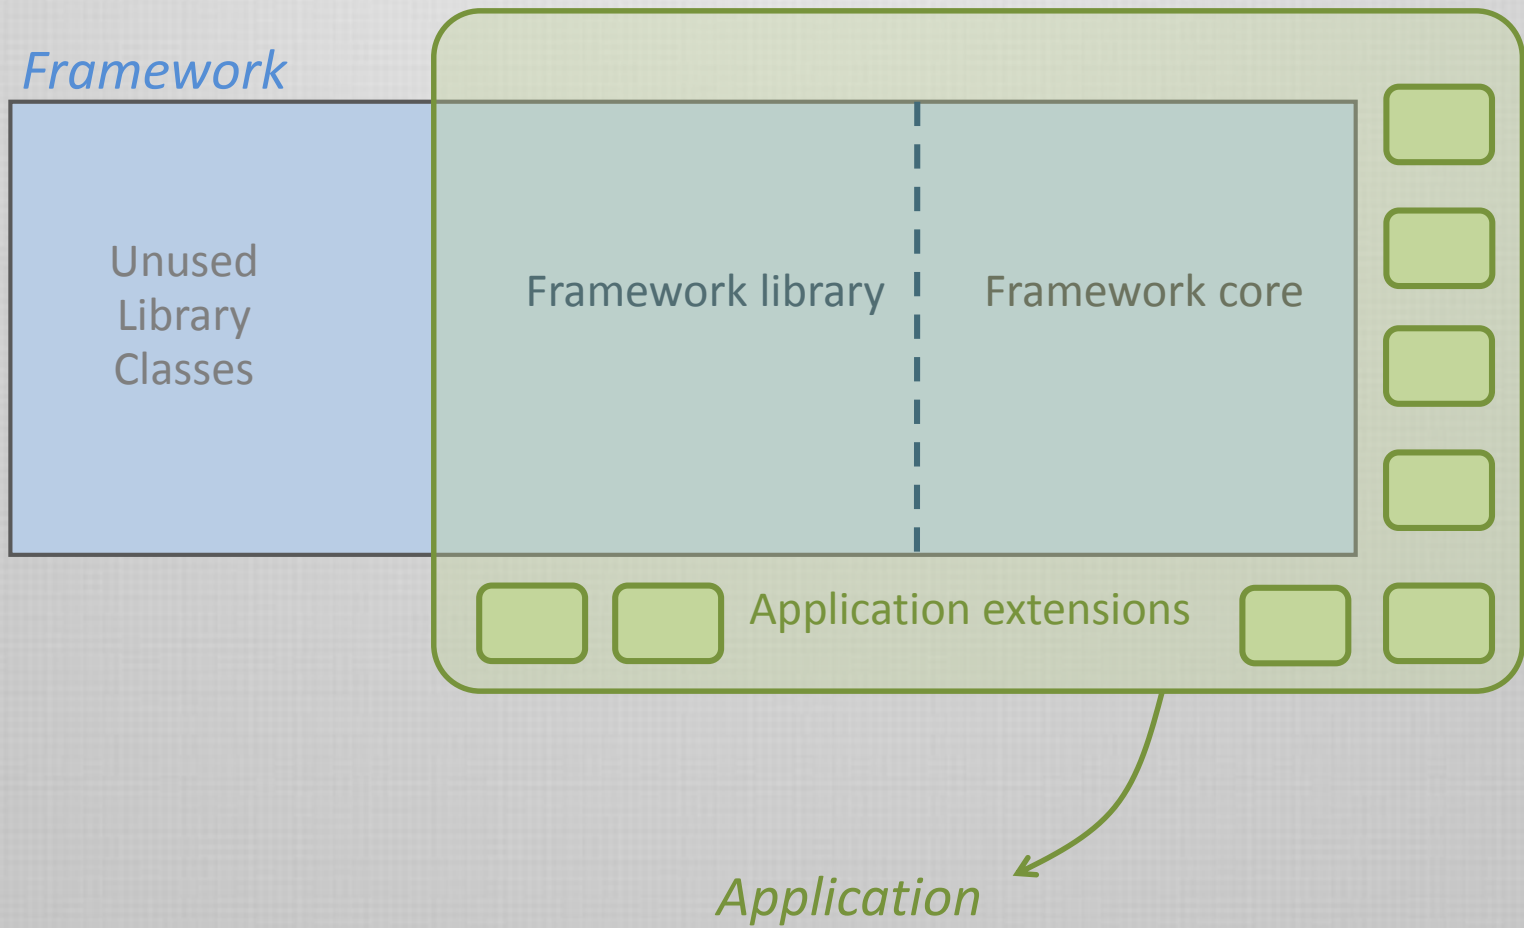 Framework
Unused
Library
Classes
Framework library
Framework core
Application extensions
Application